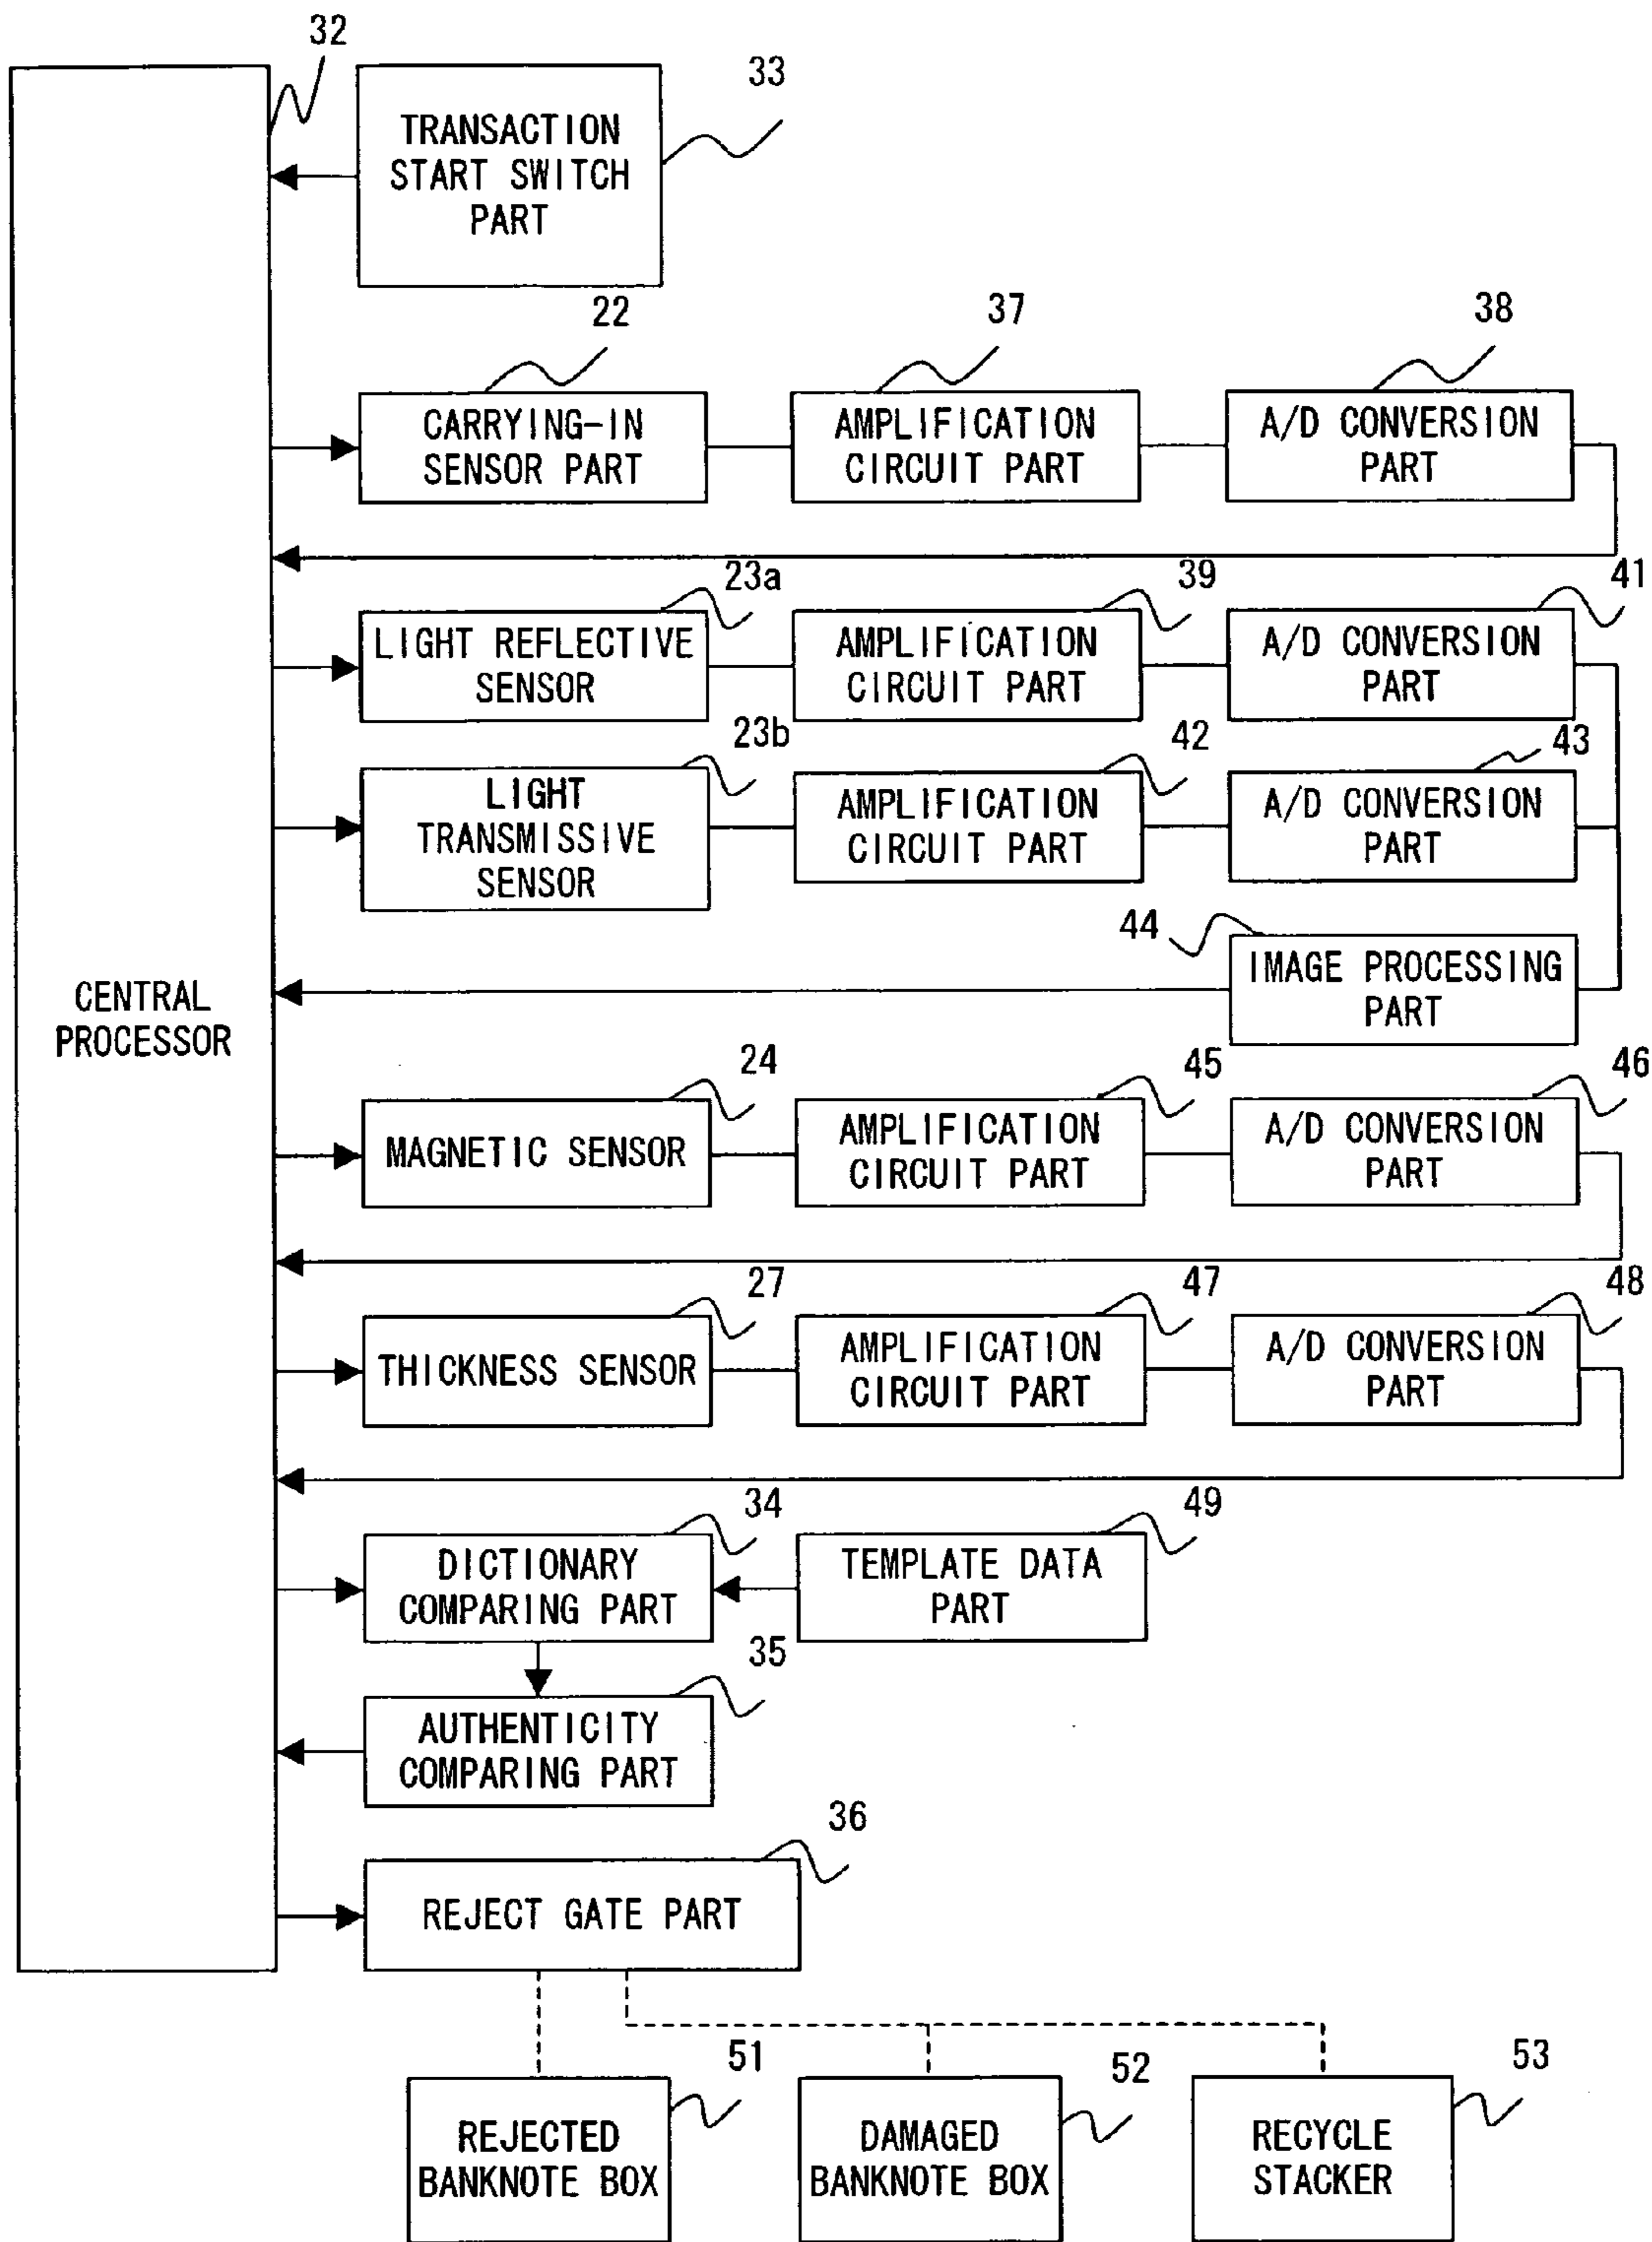 32
33
TRANSACTION
START SWITCH
PART
22
37
38
CARRYING-IN
SENSOR PART
AMPLIFICATION
CIRCUIT PART
A/D CONVERSION
PART
23a
39
41
LIGHT REFLECTIVE
SENSOR
AMPLIFICATION
CIRCUIT PART
A/D CONVERSION
PART
23b
42
43
LIGHT
TRANSMISSIVE
SENSOR
AMPLIFICATION
CIRCUIT PART
A/D CONVERSION
PART
44
IMAGE PROCESSING
PART
CENTRAL
PROCESSOR
24
45
46
MAGNETIC SENSOR
AMPLIFICATION
CIRCUIT PART
A/D CONVERSION
PART
27
47
48
THICKNESS SENSOR
AMPLIFICATION
CIRCUIT PART
A/D CONVERSION
PART
34
49
DICTIONARY
COMPARING PART
TEMPLATE DATA
PART
35
AUTHENTICITY
COMPARING PART
36
REJECT GATE PART
51
52
53
REJECTED
BANKNOTE BOX
DAMAGED
BANKNOTE BOX
RECYCLE
STACKER